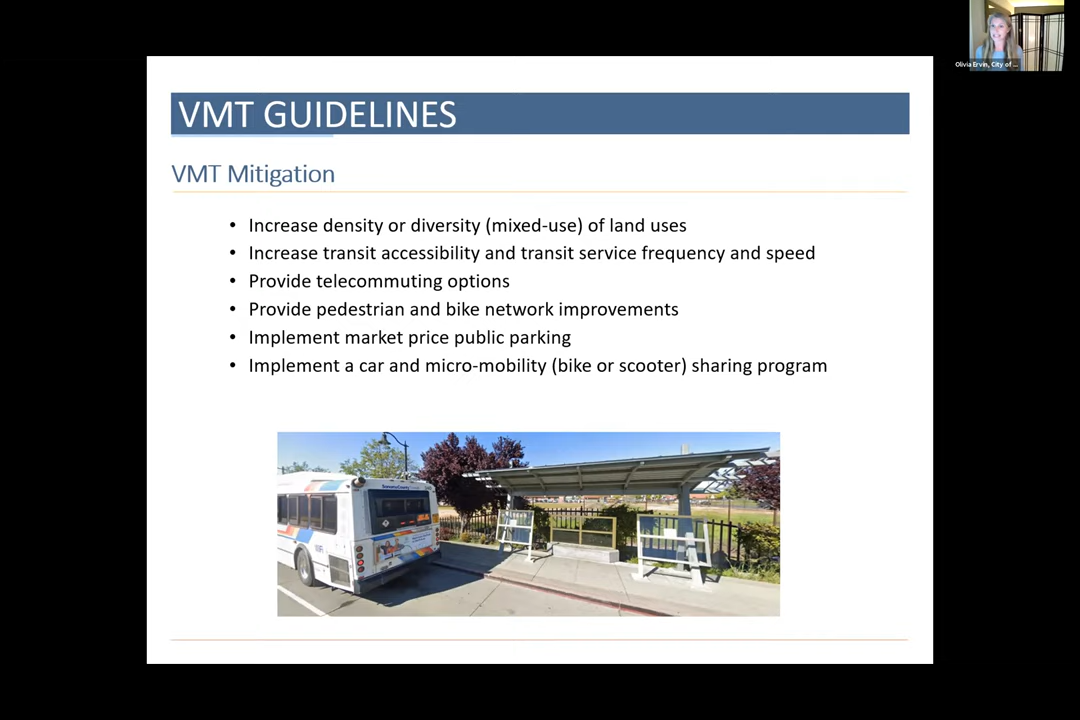 Olivia Ervin, City of ...
VMT GUIDELINES
VMT Mitigation
• Increase density or diversity (mixed-use) of land uses
• Increase transit accessibility and transit service frequency and speed
• Provide telecommuting options
• Provide pedestrian and bike network improvements
• Implement market price public parking
• Implement a car and micro-mobility (bike or scooter) sharing program